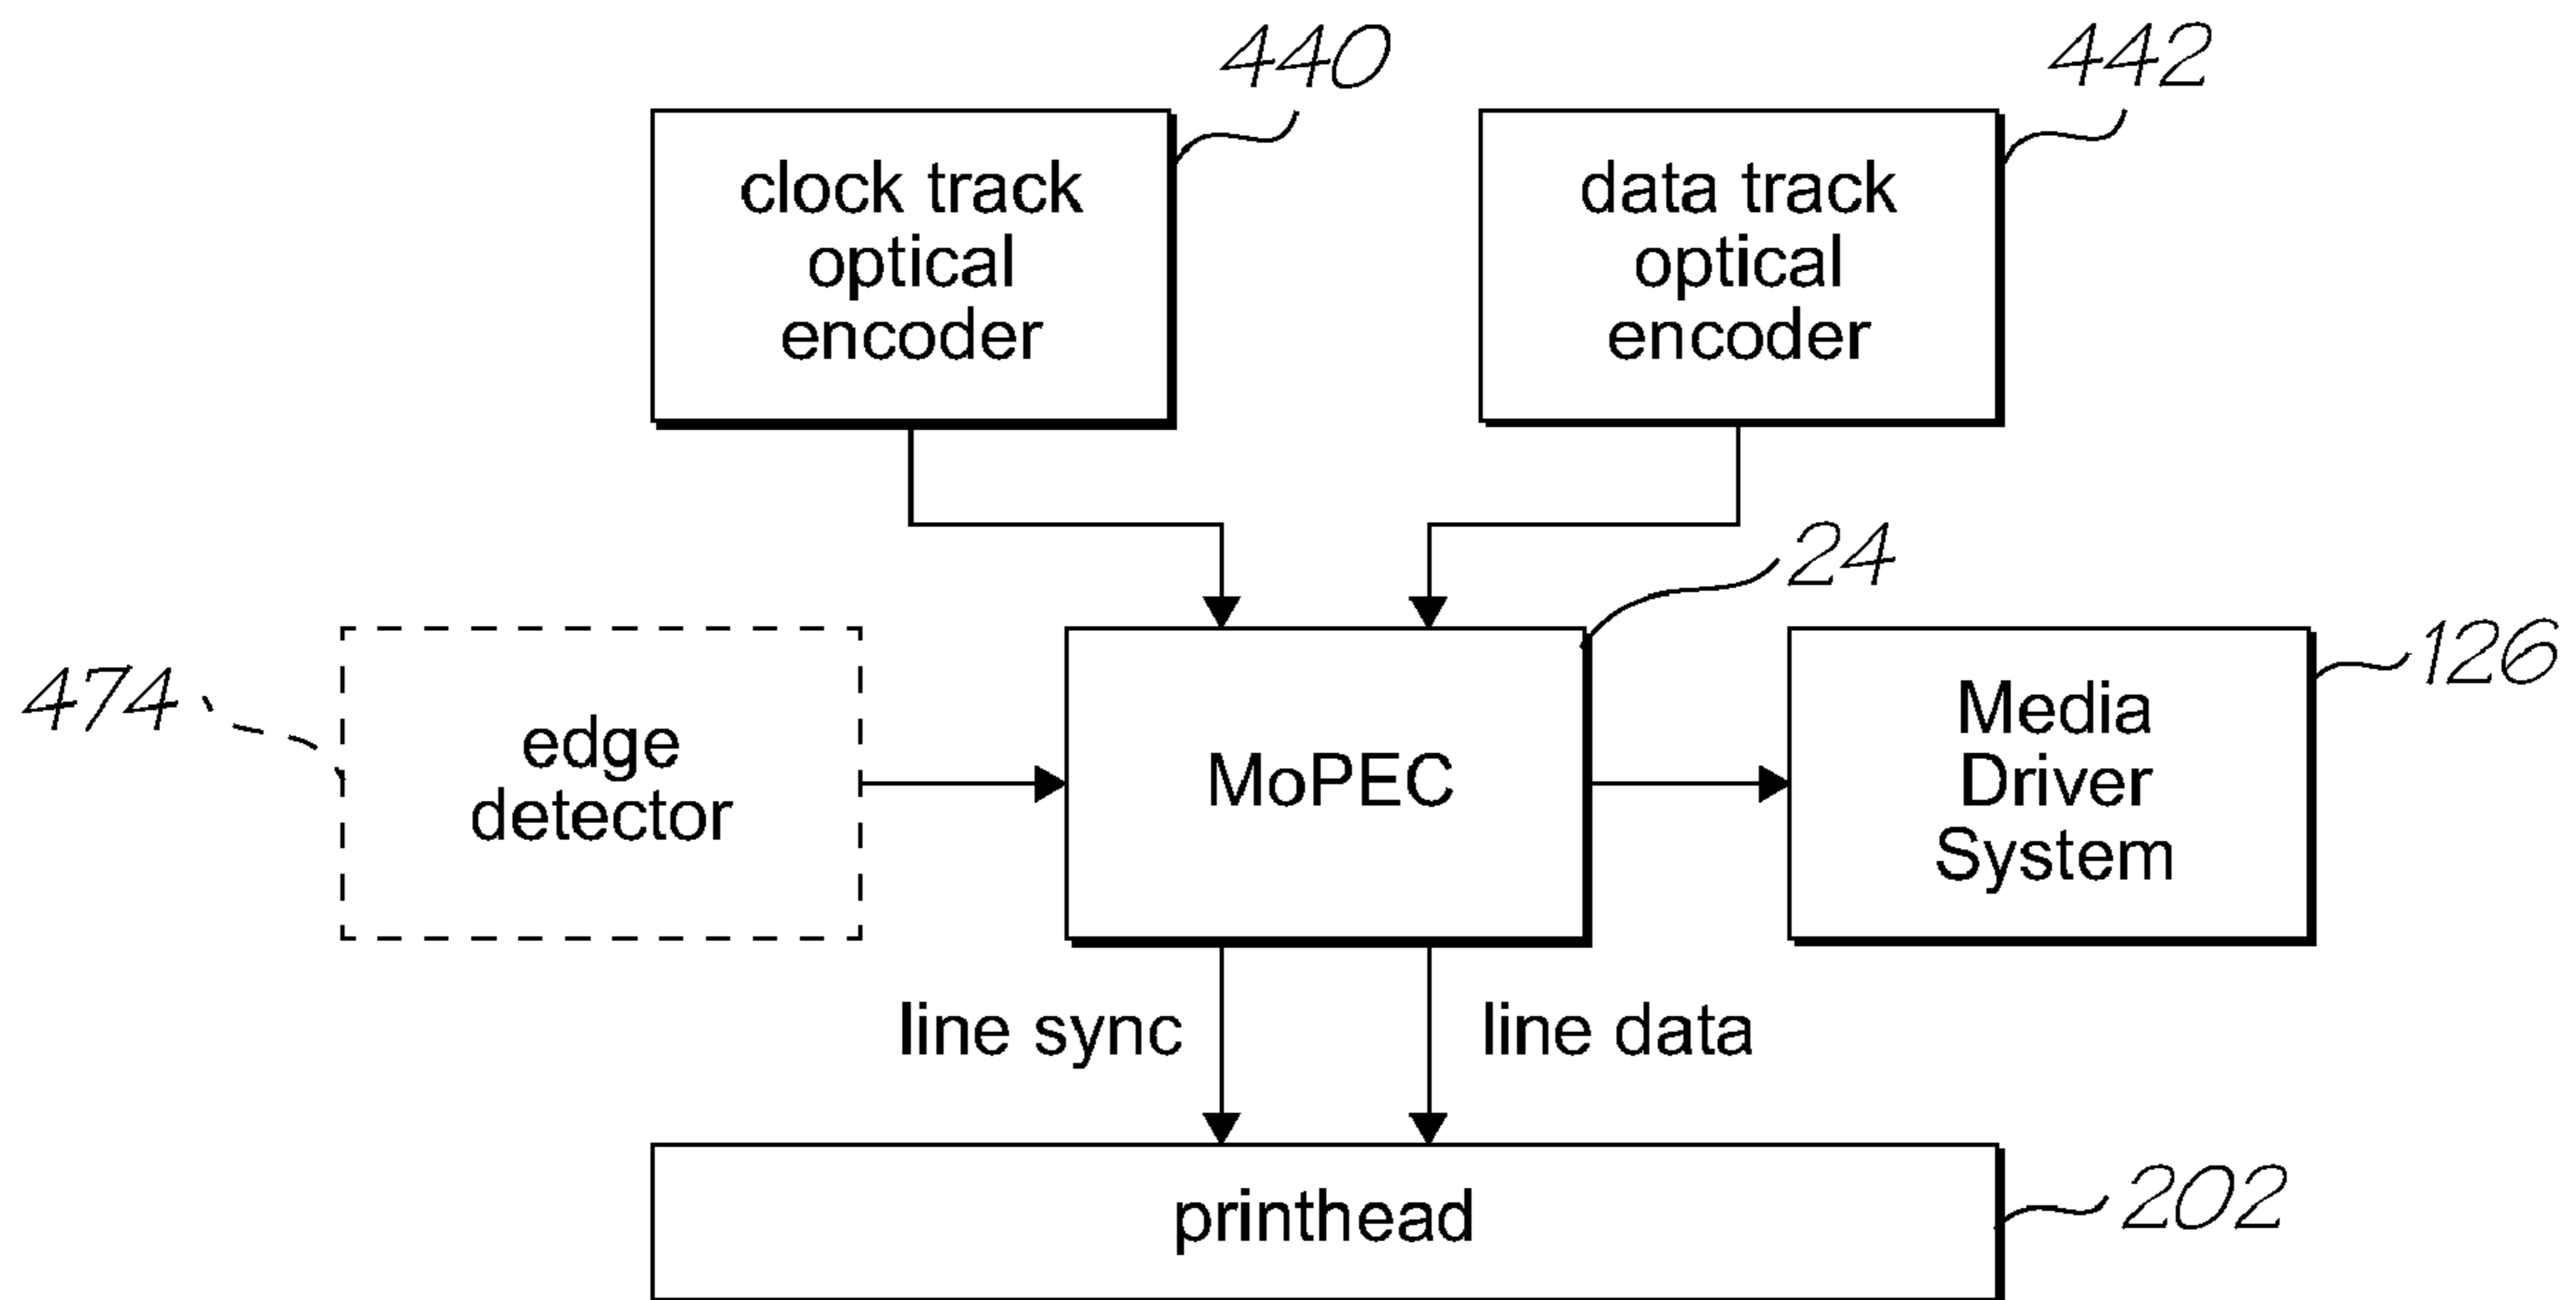 440
442
clock track
optical
encoder
data track
optical
encoder
24
126
474
edge
detector
MoPEC
Media
Driver
System
line sync
line data
printhead
202